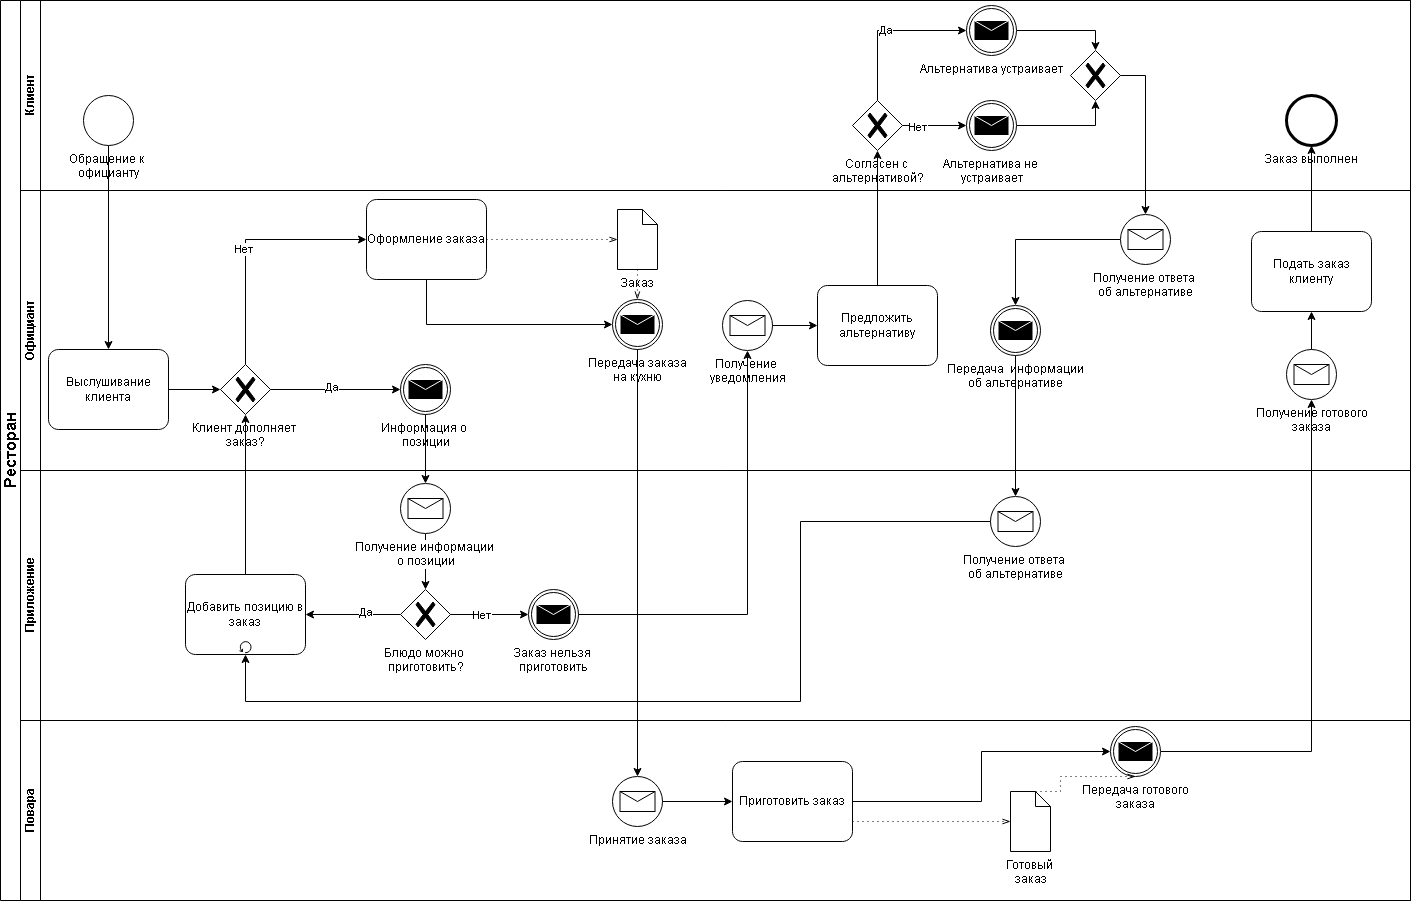 Ресторан
Клиент
Обращение к
официанту
Да
Альтернатива устраивает
Нет
Согласен с
альтернативой?
Альтернатива не
устраивает
Заказ выполнен
Официант
Выслушивание
клиента
Нет
Оформление заказа
Заказ
Клиент дополняет
заказ?
Да
Информация о
позиции
Передача заказа
на кухню
Получение
уведомления
Предложить
альтернативу
Получение ответа
об альтернативе
Передача информации
об альтернативе
Подать заказ
клиенту
Получение готового
заказа
Приложение
Получение информации
о позиции
Добавить позицию в
заказ
Да
Блюдо можно
приготовить?
Нет
Заказ нельзя
приготовить
Получение ответа
об альтернативе
Повара
Принятие заказа
Приготовить заказ
Готовый
заказ
Передача готового
заказа